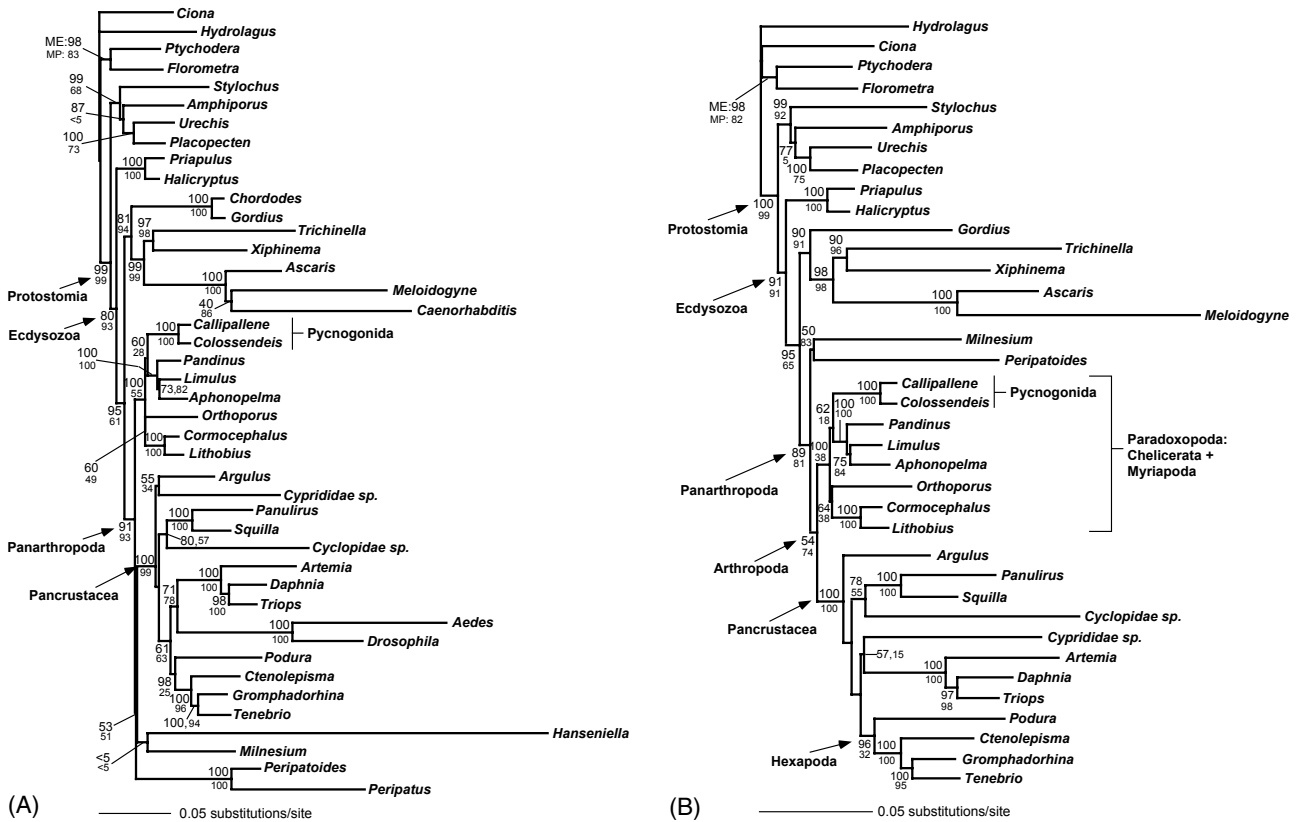 Ciona
Hydrolagus
ME:98
MP: 83
Ptychodera
Florometra
99
68
Stylochus
87
<5
Amphiporus
Urechis
100
73
Placopecten
100
100
Priapulus
Halicryptus
Chordodes
100
100
Gordius
81
94
97
98
Trichinella
Xiphinema
99
99
Ascaris
100
100
Meloidogyne
40
86
Caenorhabditis
99
99
Protostomia
80
93
Ecdysozoa
Callipallene
100
100
Colossendeis
Pycnogonida
60
28
100
100
Pandinus
Limulus
73,82
Aphonopelma
100
55
Orthoporus
95
61
Cormocephalus
100
100
Lithobius
60
49
Argulus
55
34
Cyprididae sp.
Panulirus
100
100
Squilla
80,57
Cyclopidae sp.
91
93
Panarthropoda
100
99
Pancrustacea
Artemia
100
100
Daphnia
98
100
Triops
71
78
Aedes
100
100
Drosophila
61
63
Podura
98
25
Ctenolepisma
100
96
Gromphadorhina
100,94
Tenebrio
53
51
Hanseniella
<5
<5
Milnesium
Peripatoides
100
100
Peripatus
(A)
0.05 substitutions/site
Hydrolagus
Ciona
Ptychodera
Florometra
ME:98
MP: 82
99
92
Stylochus
Amphiporus
77
5
Urechis
100
75
Placopecten
Priapulus
100
100
Halicryptus
100
99
Protostomia
Gordius
90
91
90
96
Trichinella
Xiphinema
98
98
Ascaris
100
100
Meloidogyne
91
91
Ecdysozoa
50
83
Milnesium
Peripatoides
95
65
Callipallene
100
100
Colossendeis
Pycnogonida
62
18
100
100
Pandinus
Limulus
75
84
Aphonopelma
Paradoxopoda:
Chelicerata +
Myriapoda
100
38
89
81
Panarthropoda
Orthoporus
64
38
Cormocephalus
100
100
Lithobius
54
74
Arthropoda
Argulus
Panulirus
100
100
Squilla
78
55
Cyclopidae sp.
100
100
Pancrustacea
Cyprididae sp.
57,15
Artemia
100
100
Daphnia
97
98
Triops
Podura
96
32
Hexapoda
Ctenolepisma
100
100
Gromphadorhina
100
95
Tenebrio
(B)
0.05 substitutions/site